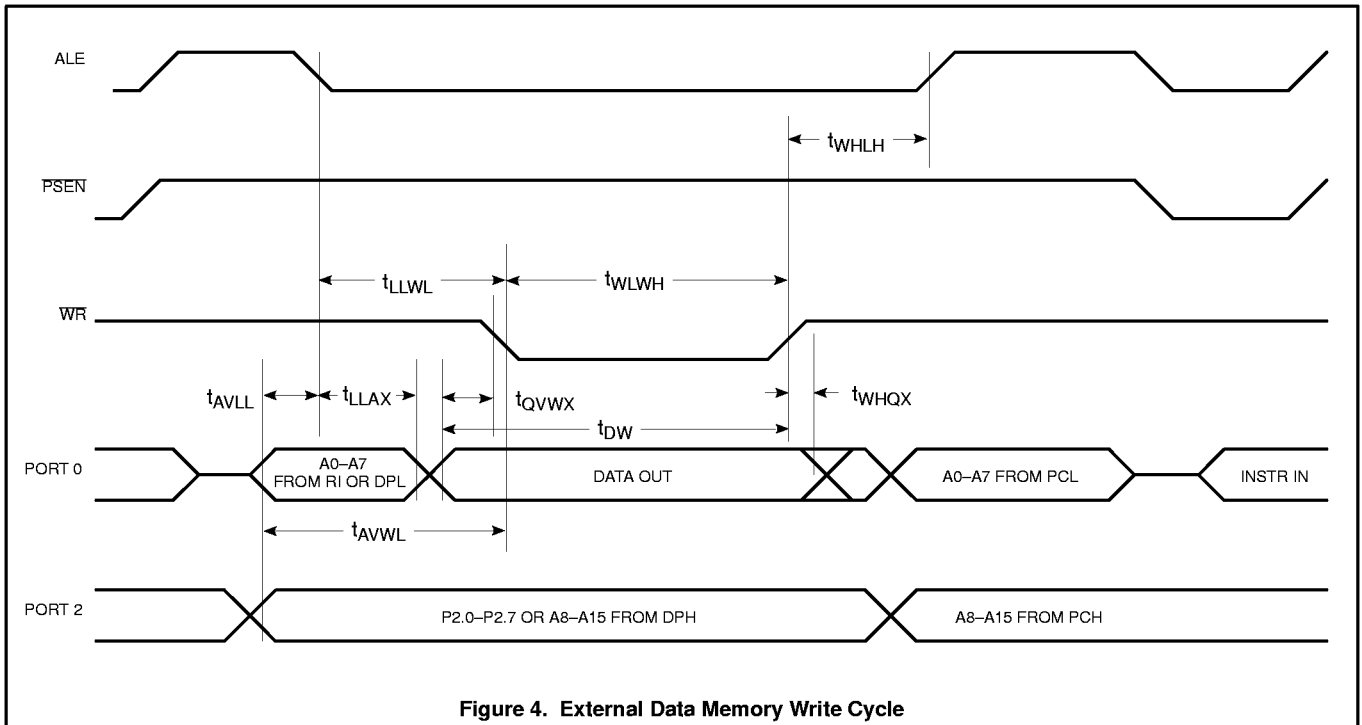 ALE
tWHLH
PSEN
tLLWL
tWLWH
WR
tAVLL
tLLAX
tQVWX
tWHQX
tDW
PORT 0
A0–A7
FROM RI OR DPL
DATA OUT
A0–A7 FROM PCL
INSTR IN
tAVWL
PORT 2
P2.0–P2.7 OR A8–A15 FROM DPH
A8–A15 FROM PCH
Figure 4. External Data Memory Write Cycle